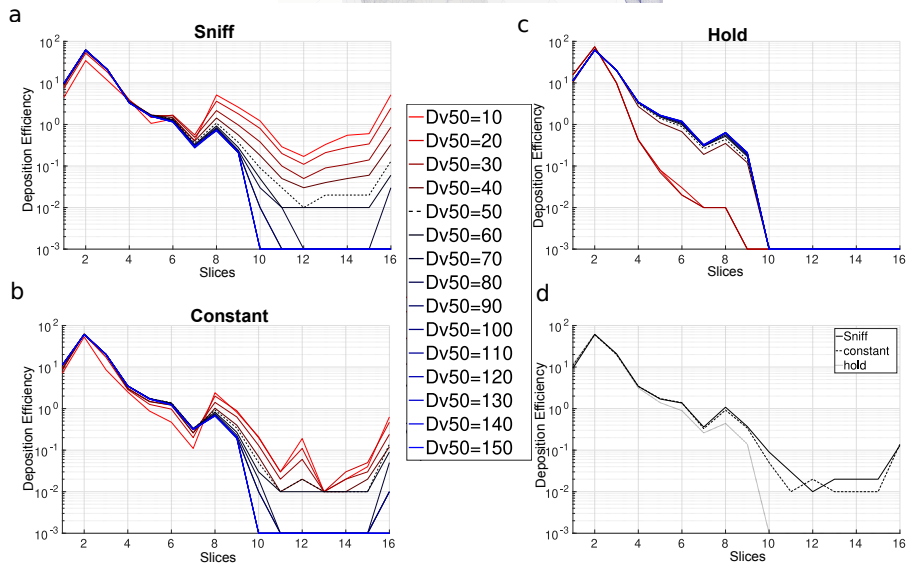 a
Sniff
10^2
10^1
10^0
10^-1
10^-2
10^-3
Deposition Efficiency
2 4 6 8 10 12 14 16
Slices
b
Constant
10^2
10^1
10^0
10^-1
10^-2
10^-3
Deposition Efficiency
2 4 6 8 10 12 14 16
Slices
Dv50=10
Dv50=20
Dv50=30
Dv50=40
Dv50=50
Dv50=60
Dv50=70
Dv50=80
Dv50=90
Dv50=100
Dv50=110
Dv50=120
Dv50=130
Dv50=140
Dv50=150
c
Hold
10^2
10^1
10^0
10^-1
10^-2
10^-3
Deposition Efficiency
2 4 6 8 10 12 14 16
Slices
d
10^2
10^1
10^0
10^-1
10^-2
10^-3
Deposition Efficiency
2 4 6 8 10 12 14 16
Slices
Sniff
constant
hold